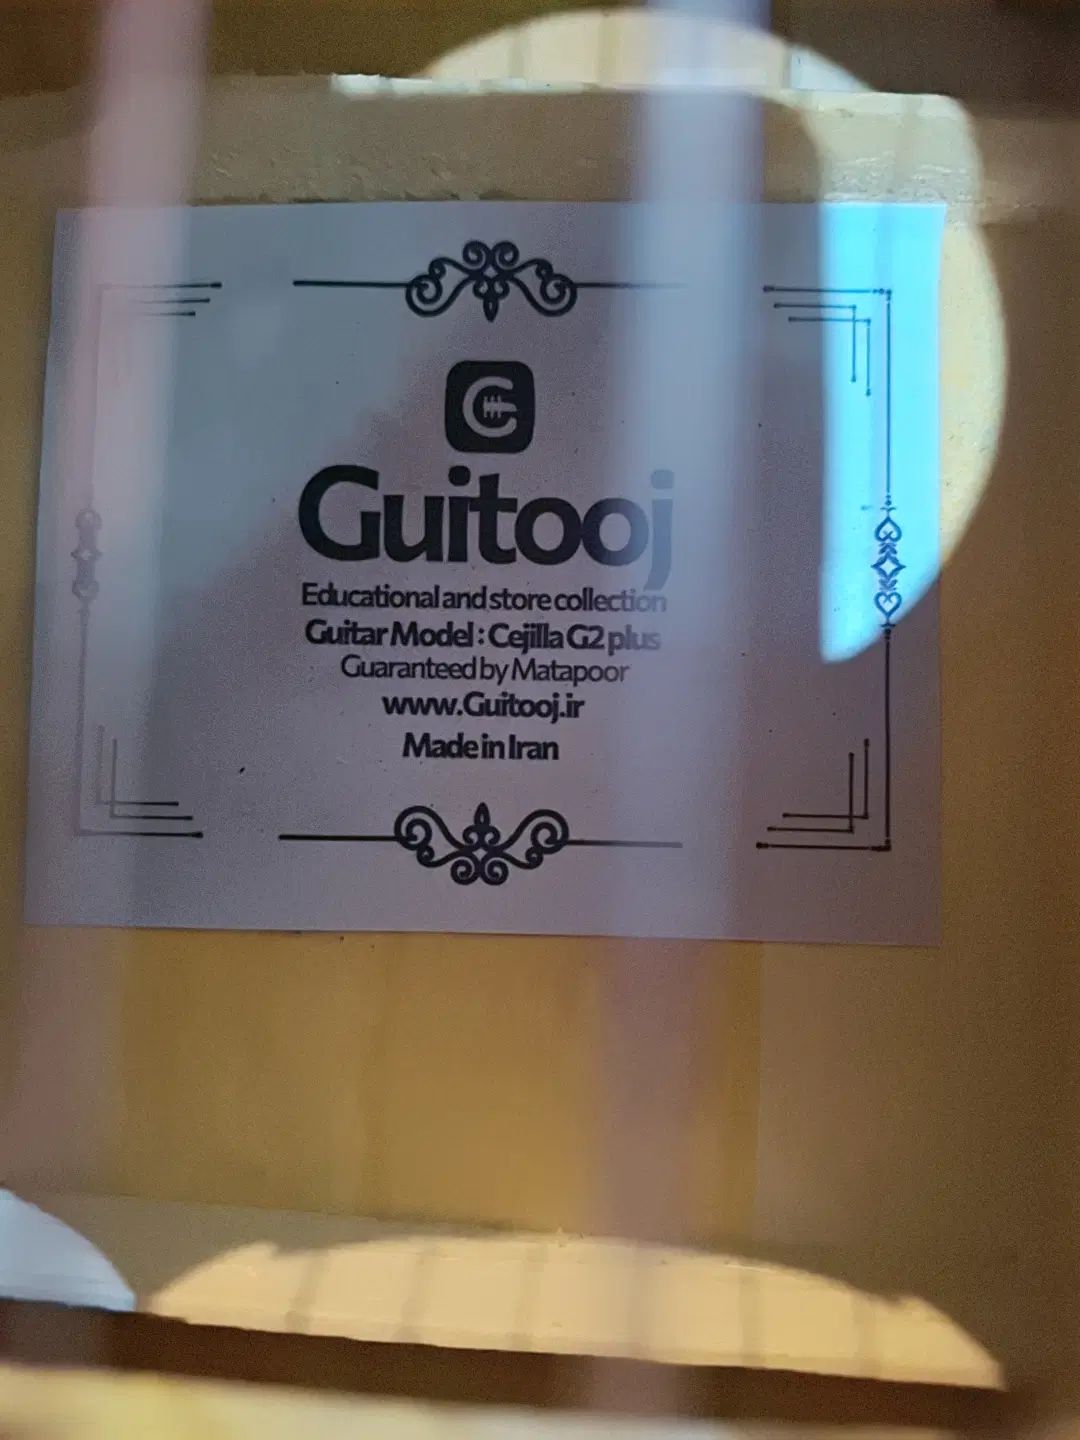 Guitooj
Educational and store collection
Guitar Model : Cejilla G2 plus
Guaranteed by Matapoor
www.Guitooj.ir
Made in Iran